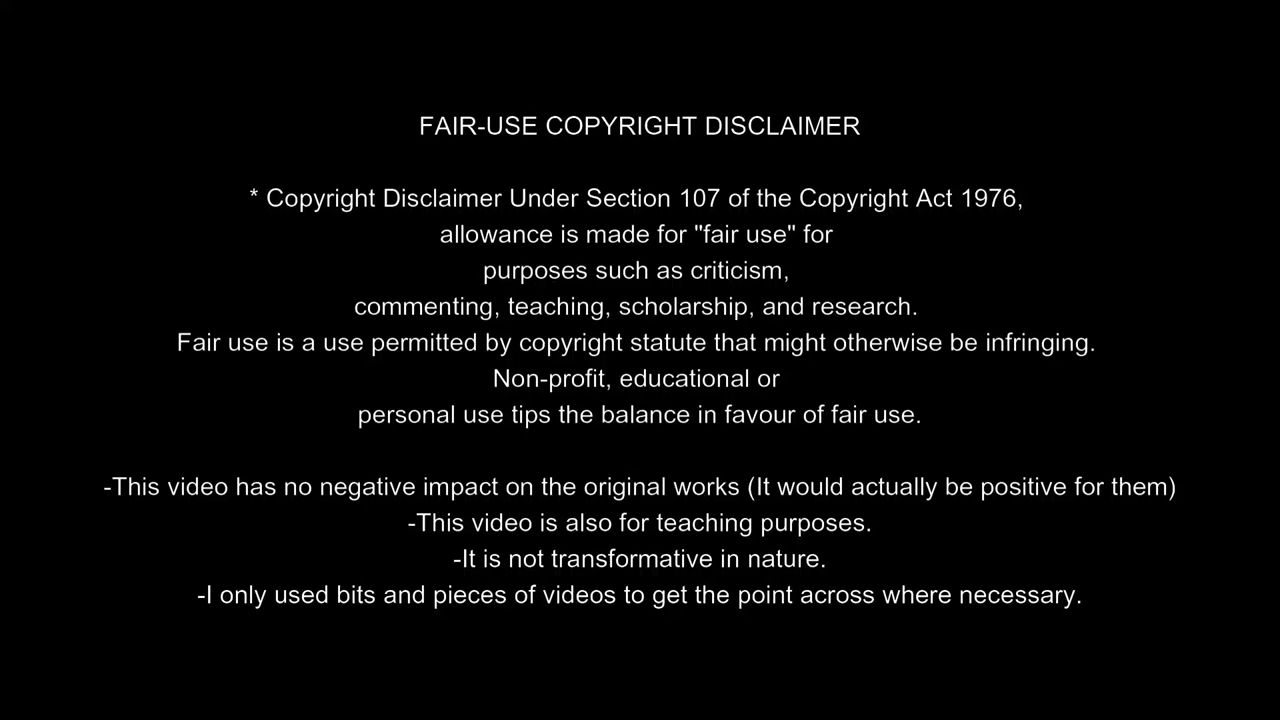 FAIR-USE COPYRIGHT DISCLAIMER
* Copyright Disclaimer Under Section 107 of the Copyright Act 1976,
allowance is made for "fair use" for
purposes such as criticism,
commenting, teaching, scholarship, and research.
Fair use is a use permitted by copyright statute that might otherwise be infringing.
Non-profit, educational or
personal use tips the balance in favour of fair use.
-This video has no negative impact on the original works (It would actually be positive for them)
-This video is also for teaching purposes.
-It is not transformative in nature.
-I only used bits and pieces of videos to get the point across where necessary.